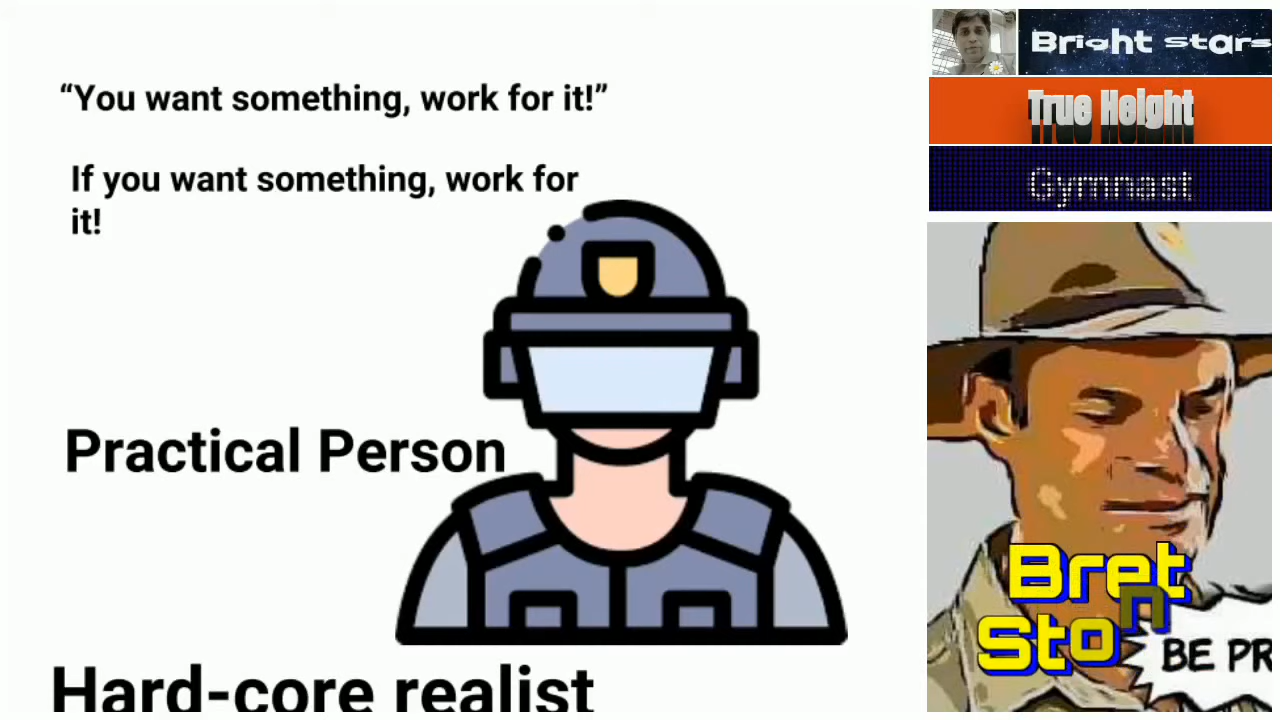 “You want something, work for it!”
If you want something, work for
it!
Practical Person
Hard-core realist
Bright stars
True Height
Gymnast
Bret
Sto n
BE PR